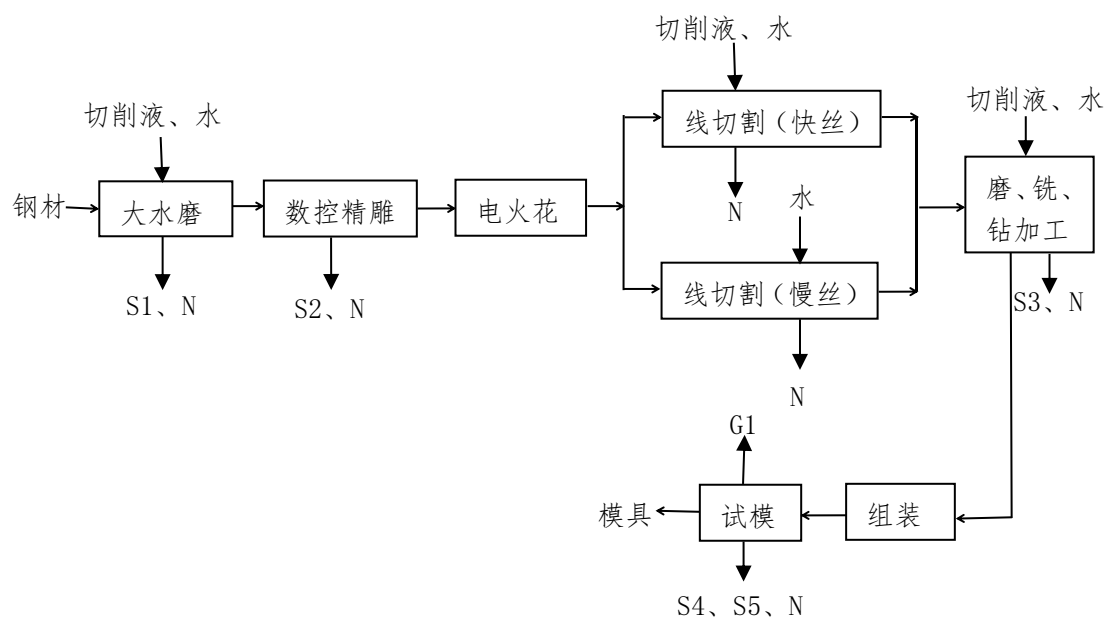 切削液、水
切削液、水
切削液、水
线切割（快丝）
钢材
大水磨
数控精雕
电火花
N
水
磨、铣、
钻加工
线切割（慢丝）
S1、N
S2、N
S3、N
N
G1
模具
试模
组装
S4、S5、N